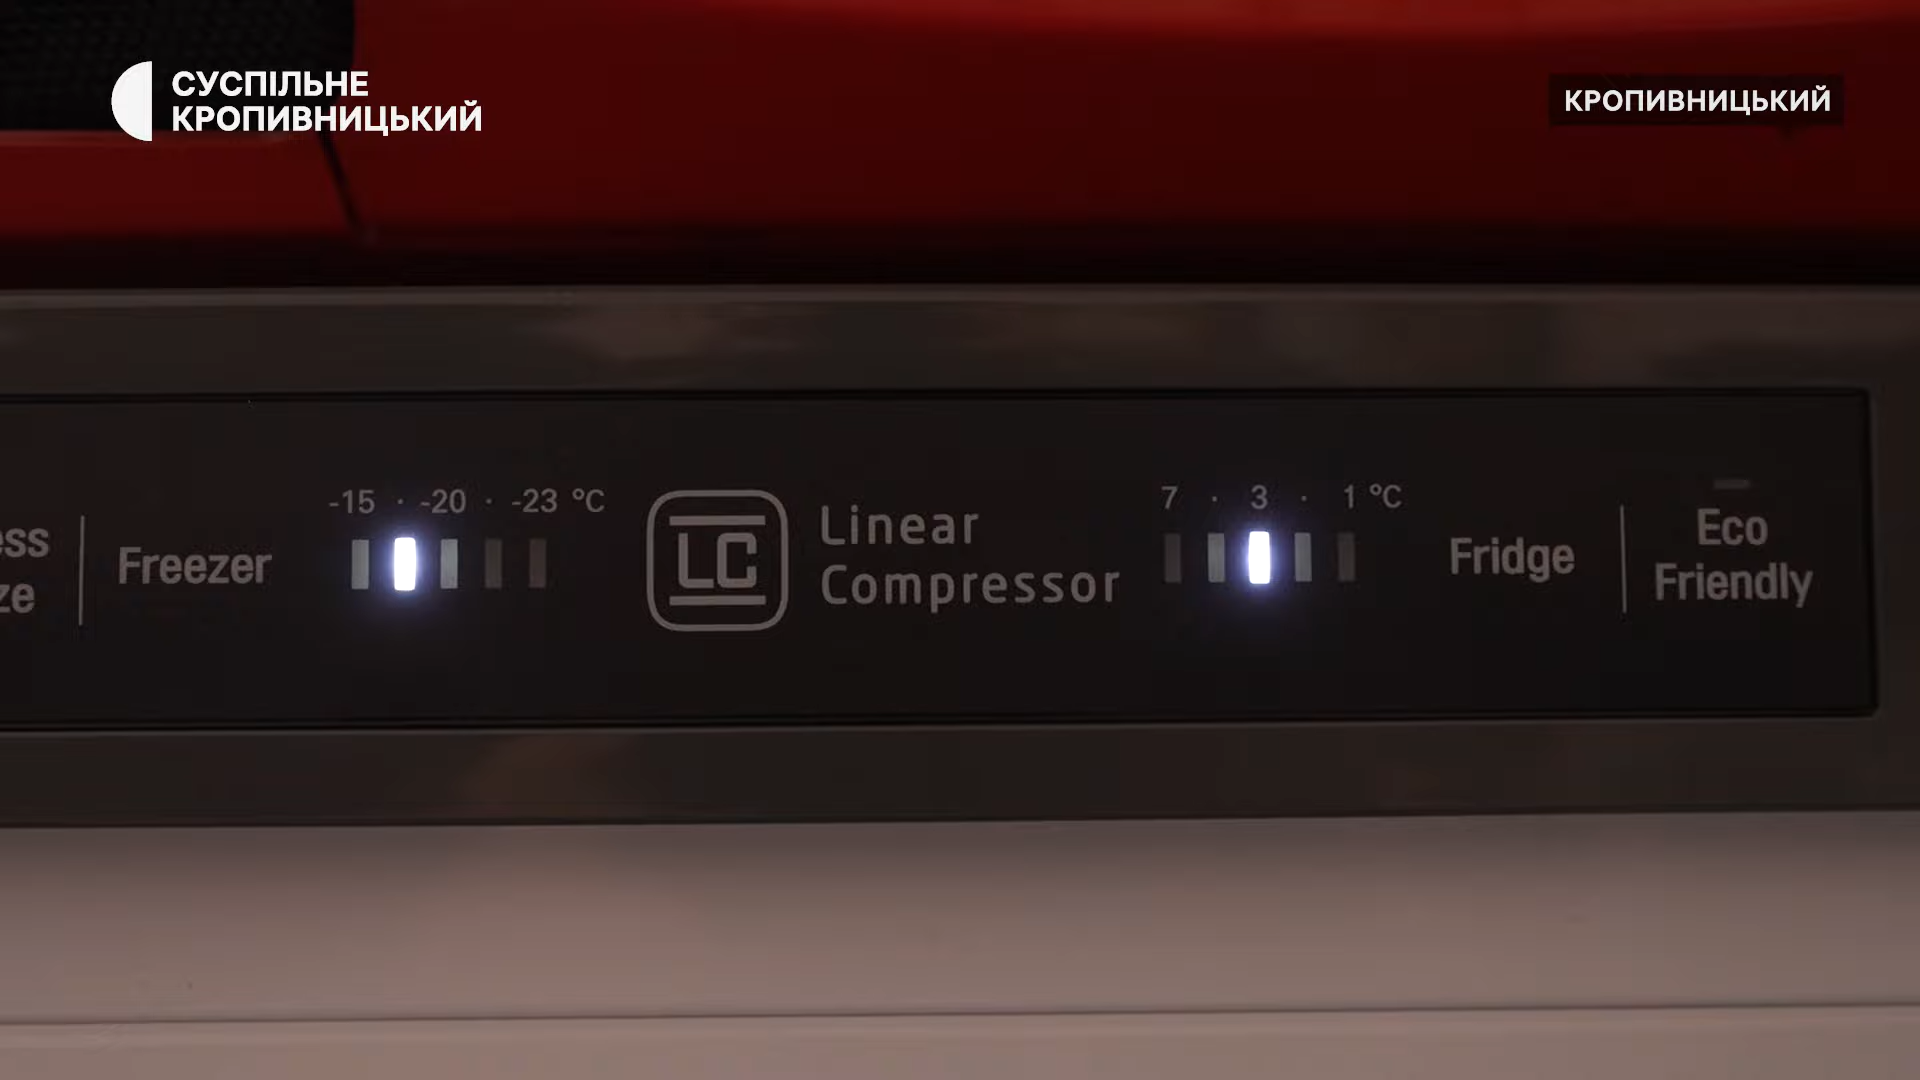 СУСПІЛЬНЕ
КРОПИВНИЦЬКИЙ
КРОПИВНИЦЬКИЙ
-15 · -20 · -23 °C
Freezer
LC
Linear
Compressor
7 · 3 · 1 °C
Fridge
Eco
Friendly